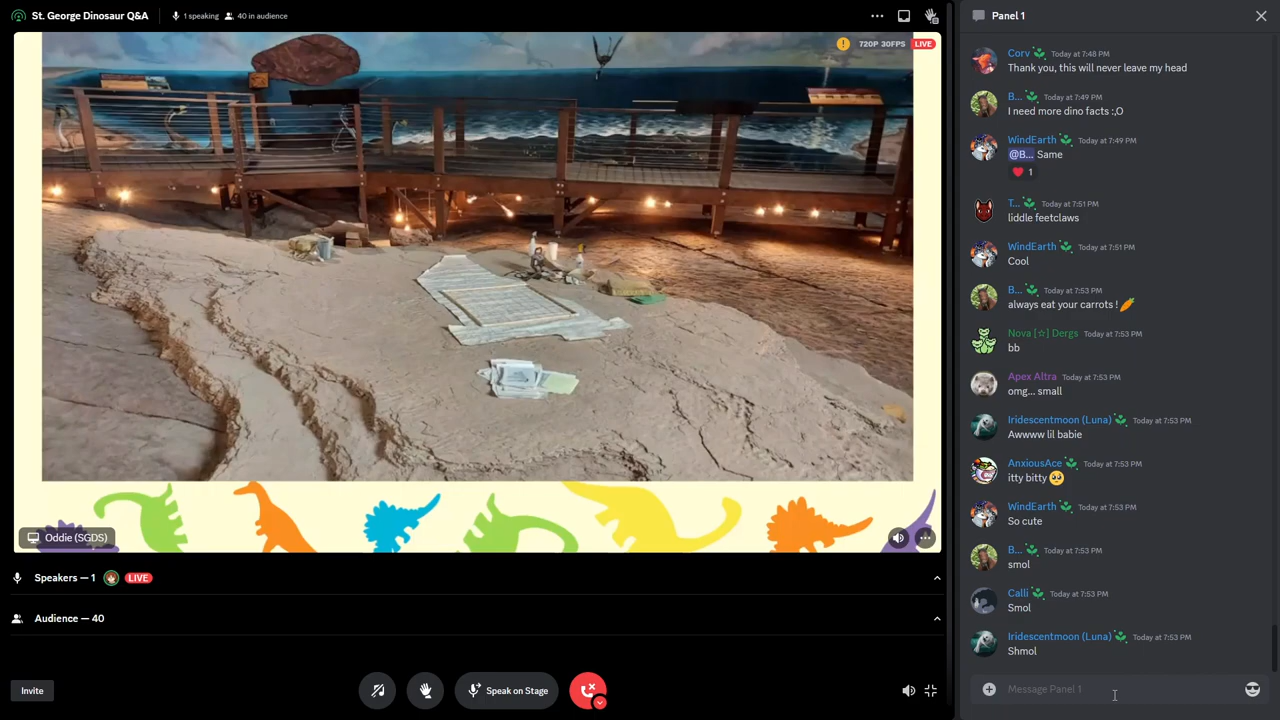 St. George Dinosaur Q&A
1 speaking 40 in audience
720P 30FPS LIVE
Oddie (SGDS)
Speakers — 1 LIVE
Audience — 40
Invite
Speak on Stage
Panel 1
Corv Today at 7:48 PM
Thank you, this will never leave my head
B... Today at 7:49 PM
I need more dino facts :,O
WindEarth Today at 7:49 PM
@B... Same
1
T... Today at 7:51 PM
liddle feetclaws
WindEarth Today at 7:51 PM
Cool
B... Today at 7:53 PM
always eat your carrots ! 🥕
Nova [☆] Dergs Today at 7:53 PM
bb
Apex Altra Today at 7:53 PM
omg... small
Iridescentmoon (Luna) Today at 7:53 PM
Awwww lil babie
AnxiousAce Today at 7:53 PM
itty bitty 🥺
WindEarth Today at 7:53 PM
So cute
B... Today at 7:53 PM
smol
Calli Today at 7:53 PM
Smol
Iridescentmoon (Luna) Today at 7:53 PM
Shmol
Message Panel 1